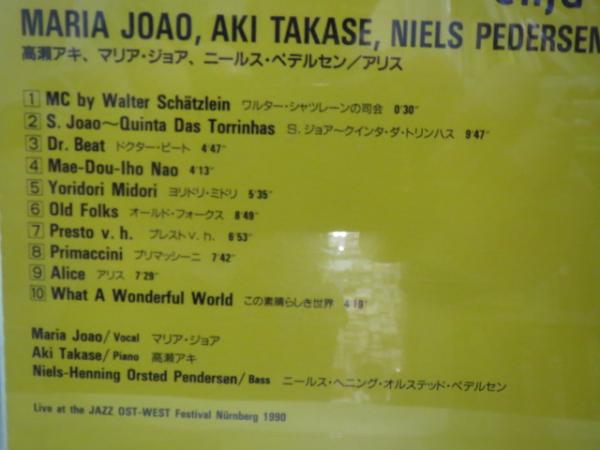 MARIA JOAO, AKI TAKASE, NIELS PEDERSEN
高瀬アキ、マリア・ジョア、ニールス・ペデルセン/アリス
1 MC by Walter Schätzlein ワルター・シャツレーンの司会 0'30"
2 S. Joao〜Quinta Das Torrinhas S.ジョアークインタ・ダ・トリンハス 9'47"
3 Dr. Beat ドクター・ビート 4'47"
4 Mae-Dou-Iho Nao 4'13"
5 Yoridori Midori ヨリドリ・ミドリ 5'35"
6 Old Folks オールド・フォークス 8'49"
7 Presto v. h. プレストv. h. 6'53"
8 Primaccini プリマッシーニ 7'42"
9 Alice アリス 7'29"
10 What A Wonderful World この素晴らしき世界 4'19"
Maria Joao/Vocal マリア・ジョア
Aki Takase/Piano 高瀬アキ
Niels-Henning Orsted Pendersen/Bass ニールス・ヘニング・オルステッド・ペデルセン
Live at the JAZZ OST-WEST Festival Nürnberg 1990